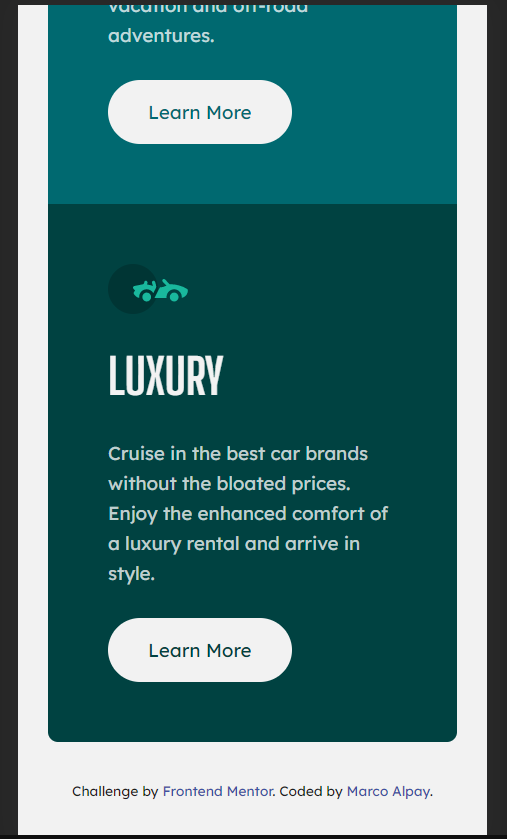 vacation and off-road
adventures.
Learn More
LUXURY
Cruise in the best car brands
without the bloated prices.
Enjoy the enhanced comfort of
a luxury rental and arrive in
style.
Learn More
Challenge by Frontend Mentor. Coded by Marco Alpay.